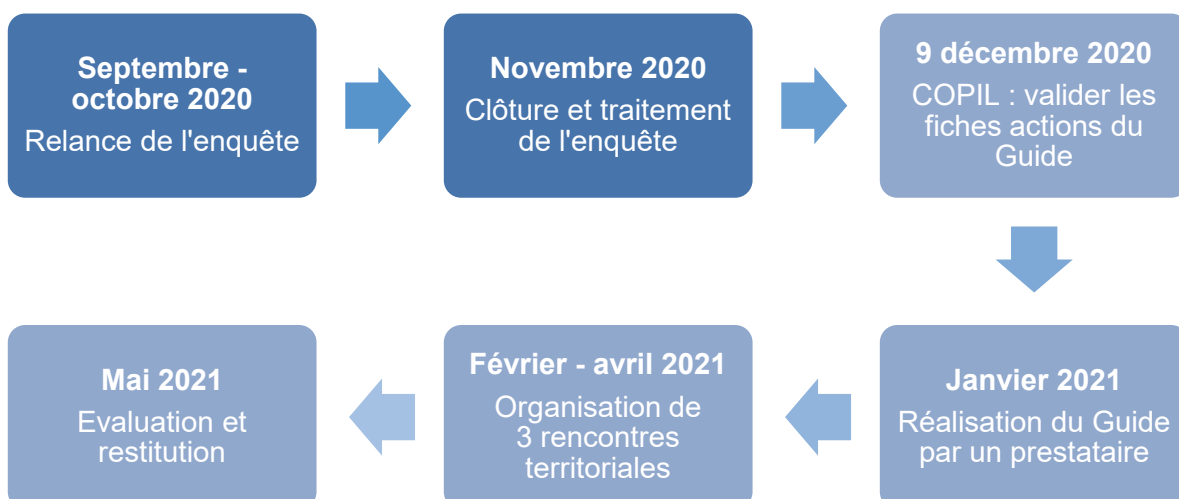 Septembre -
octobre 2020
Relance de l'enquête
Novembre 2020
Clôture et traitement
de l'enquête
9 décembre 2020
COPIL : valider les
fiches actions du
Guide
Janvier 2021
Réalisation du Guide
par un prestataire
Février - avril 2021
Organisation de
3 rencontres
territoriales
Mai 2021
Evaluation et
restitution